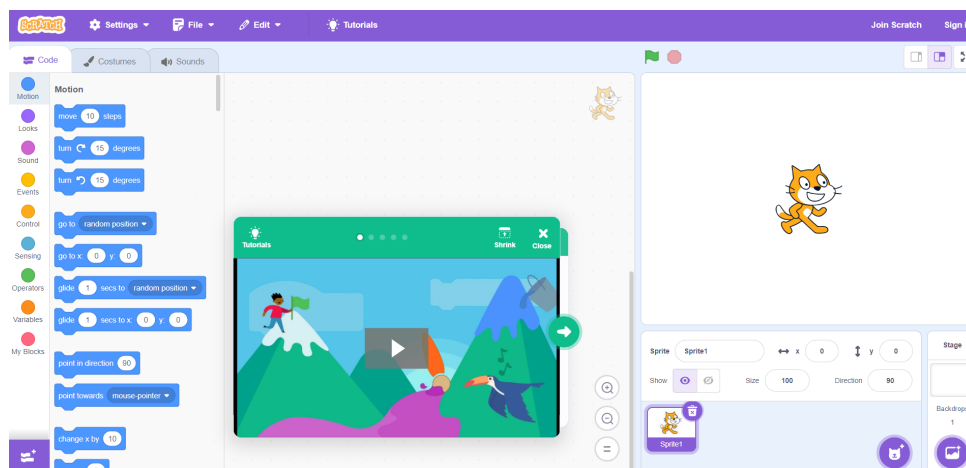 SCRATCH Settings File Edit Tutorials Join Scratch
Code Costumes Sounds
Motion
Looks
Sound
Events
Control
Sensing
Operators
Variables
My Blocks
Motion
move 10 steps
turn 15 degrees
turn 15 degrees
go to random position
go to x: 0 y: 0
glide 1 secs to random position
glide 1 secs to x: 0 y: 0
point in direction 90
point towards mouse-pointer
change x by 10
Tutorials Shrink Close
Sprite Sprite1 x 0 y 0
Show Size 100 Direction 90
Sprite1
Stage
1